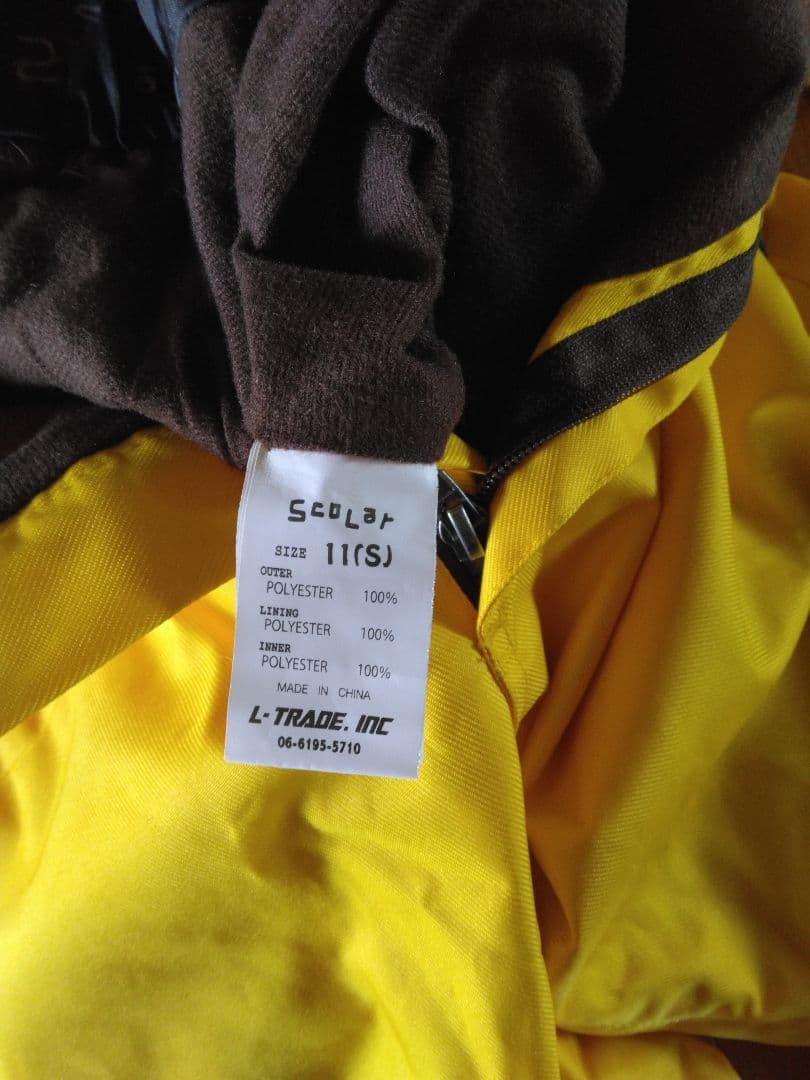 Scolar
SIZE 11(S)
OUTER
POLYESTER 100%
LINING
POLYESTER 100%
INNER
POLYESTER 100%
MADE IN CHINA
L-TRADE. INC
06-6195-5710